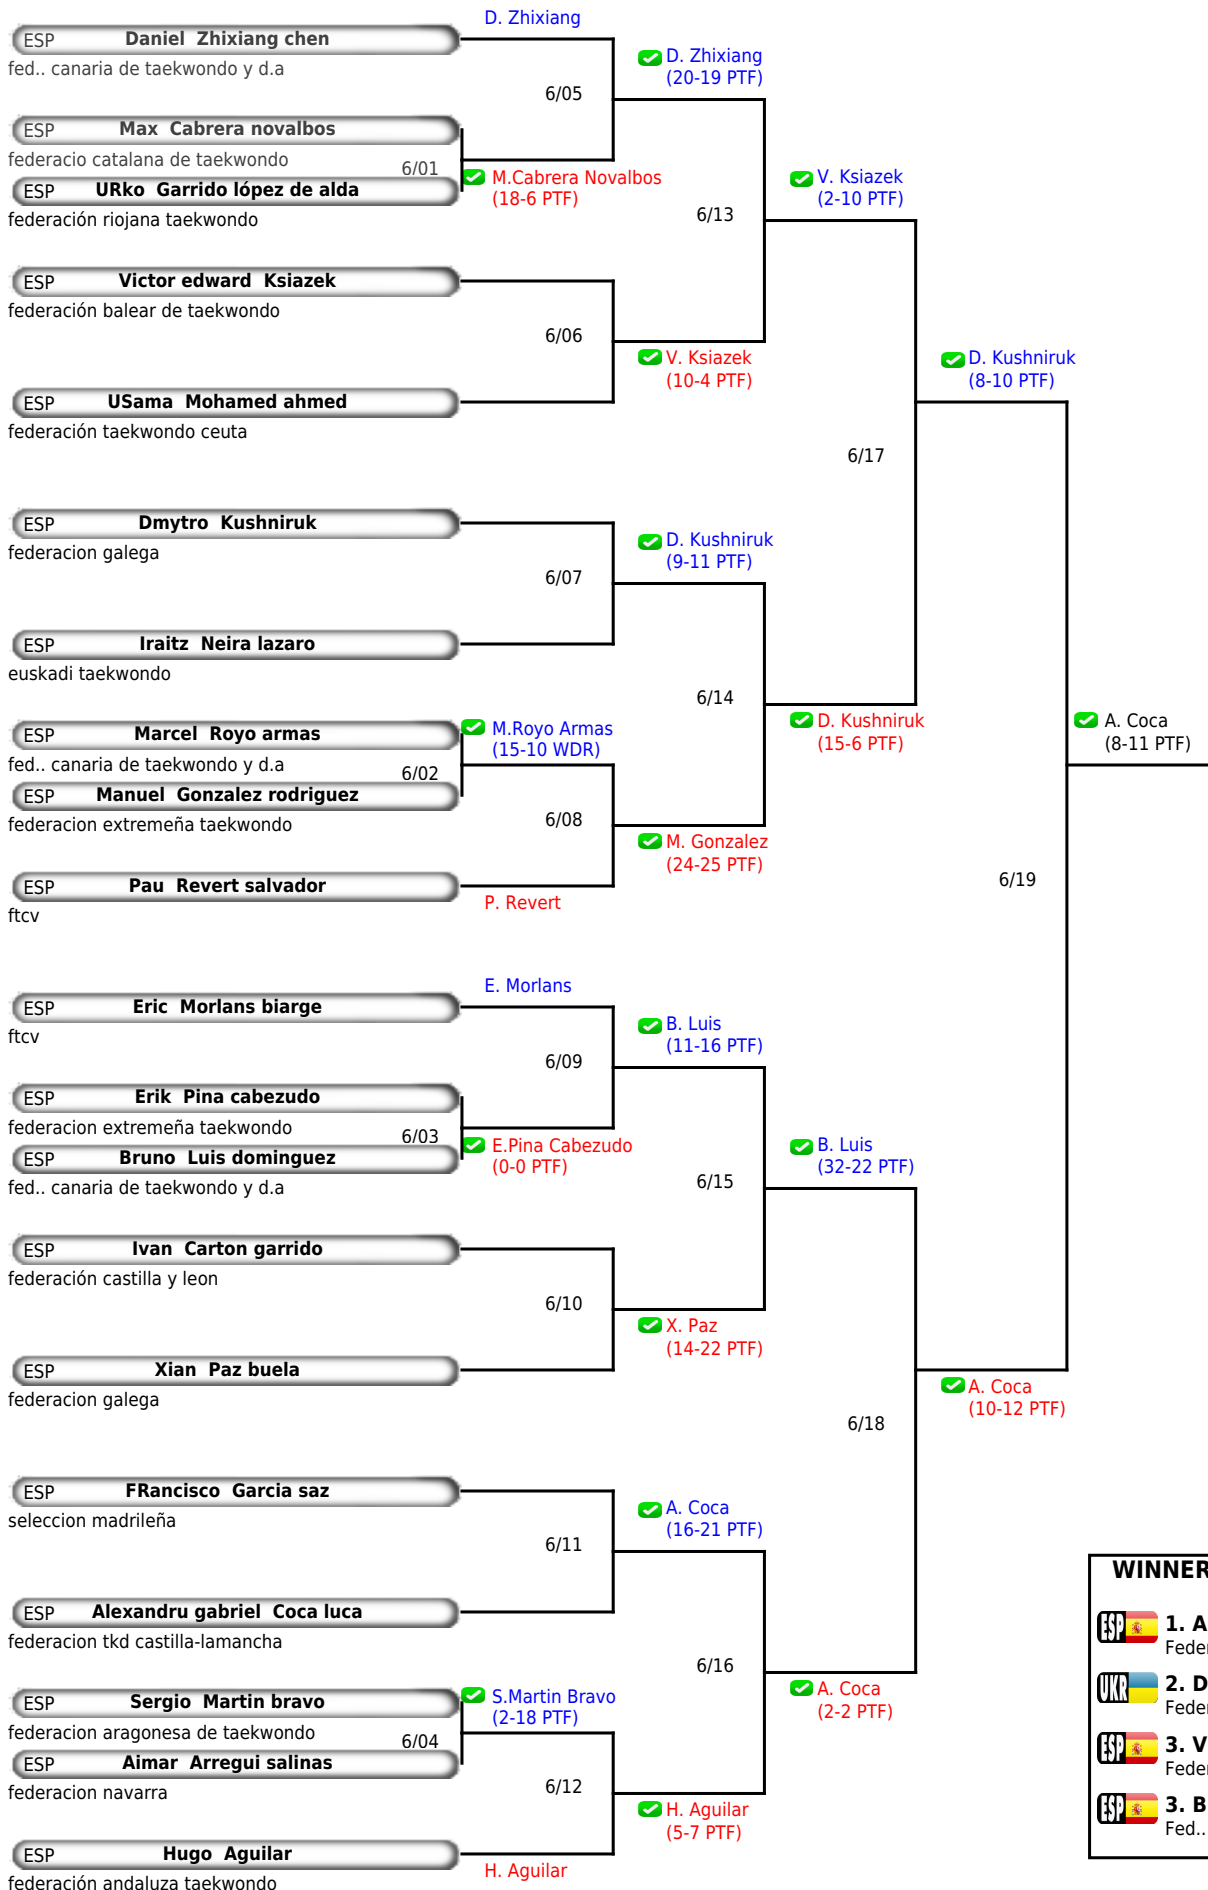 D. Zhixiang
ESP Daniel Zhixiang chen
fed.. canaria de taekwondo y d.a
D. Zhixiang
(20-19 PTF)
6/05
ESP Max Cabrera novalbos
federacio catalana de taekwondo
6/01
M.Cabrera Novalbos
(18-6 PTF)
ESP URko Garrido lópez de alda
federación riojana taekwondo
V. Ksiazek
(2-10 PTF)
6/13
ESP Victor edward Ksiazek
federación balear de taekwondo
6/06
V. Ksiazek
(10-4 PTF)
D. Kushniruk
(8-10 PTF)
ESP USama Mohamed ahmed
federación taekwondo ceuta
6/17
ESP Dmytro Kushniruk
federacion galega
D. Kushniruk
(9-11 PTF)
6/07
ESP Iraitz Neira lazaro
euskadi taekwondo
6/14
ESP Marcel Royo armas
fed.. canaria de taekwondo y d.a
M.Royo Armas
(15-10 WDR)
D. Kushniruk
(15-6 PTF)
A. Coca
(8-11 PTF)
6/02
ESP Manuel Gonzalez rodriguez
federacion extremeña taekwondo
6/08
M. Gonzalez
(24-25 PTF)
6/19
ESP Pau Revert salvador
ftcv
P. Revert
E. Morlans
ESP Eric Morlans biarge
ftcv
B. Luis
(11-16 PTF)
6/09
ESP Erik Pina cabezudo
federacion extremeña taekwondo
6/03
E.Pina Cabezudo
(0-0 PTF)
ESP Bruno Luis dominguez
fed.. canaria de taekwondo y d.a
B. Luis
(32-22 PTF)
6/15
ESP Ivan Carton garrido
federación castilla y leon
6/10
X. Paz
(14-22 PTF)
ESP Xian Paz buela
federacion galega
A. Coca
(10-12 PTF)
6/18
ESP FRancisco Garcia saz
seleccion madrileña
A. Coca
(16-21 PTF)
6/11
ESP Alexandru gabriel Coca luca
federacion tkd castilla-lamancha
6/16
ESP Sergio Martin bravo
federacion aragonesa de taekwondo
S.Martin Bravo
(2-18 PTF)
A. Coca
(2-2 PTF)
6/04
ESP Aimar Arregui salinas
federacion navarra
6/12
H. Aguilar
(5-7 PTF)
ESP Hugo Aguilar
federación andaluza taekwondo
H. Aguilar
WINNER
ESP 1. A
Feder
UKR 2. D
Feder
ESP 3. V
Feder
ESP 3. B
Fed..